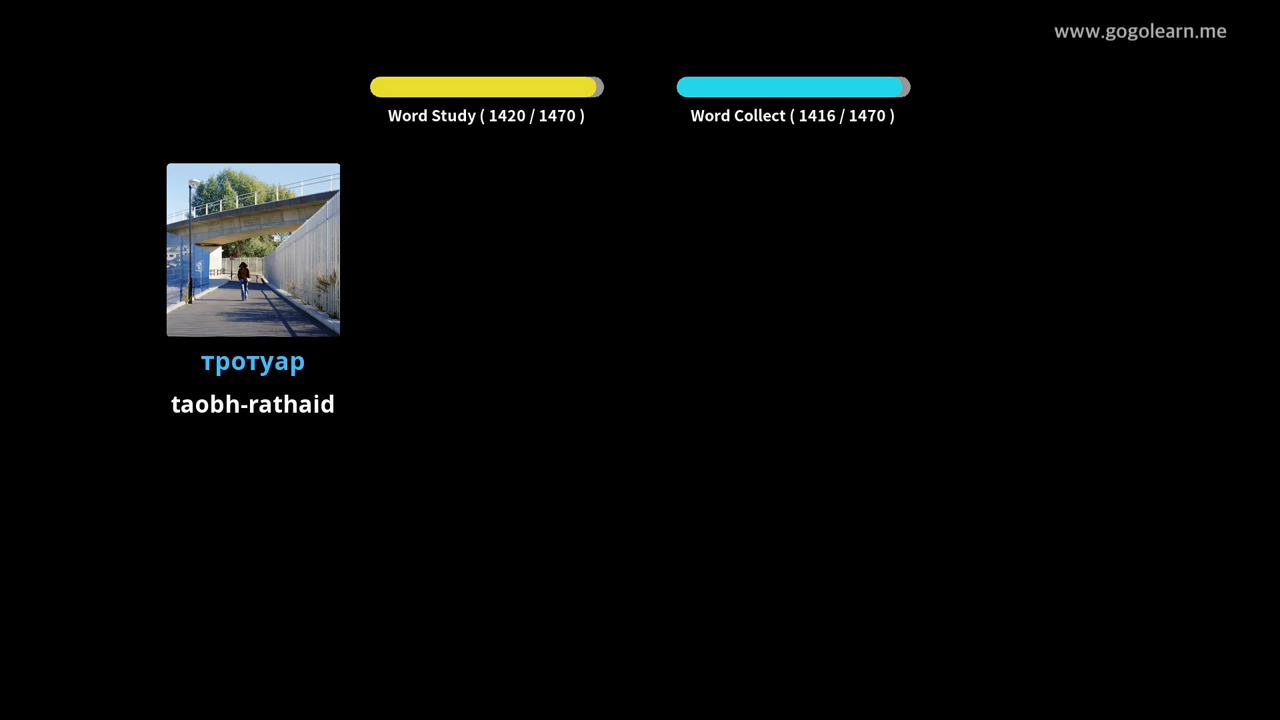 www.gogolearn.me
Word Study ( 1420 / 1470 )
Word Collect ( 1416 / 1470 )
тротуар
taobh-rathaid